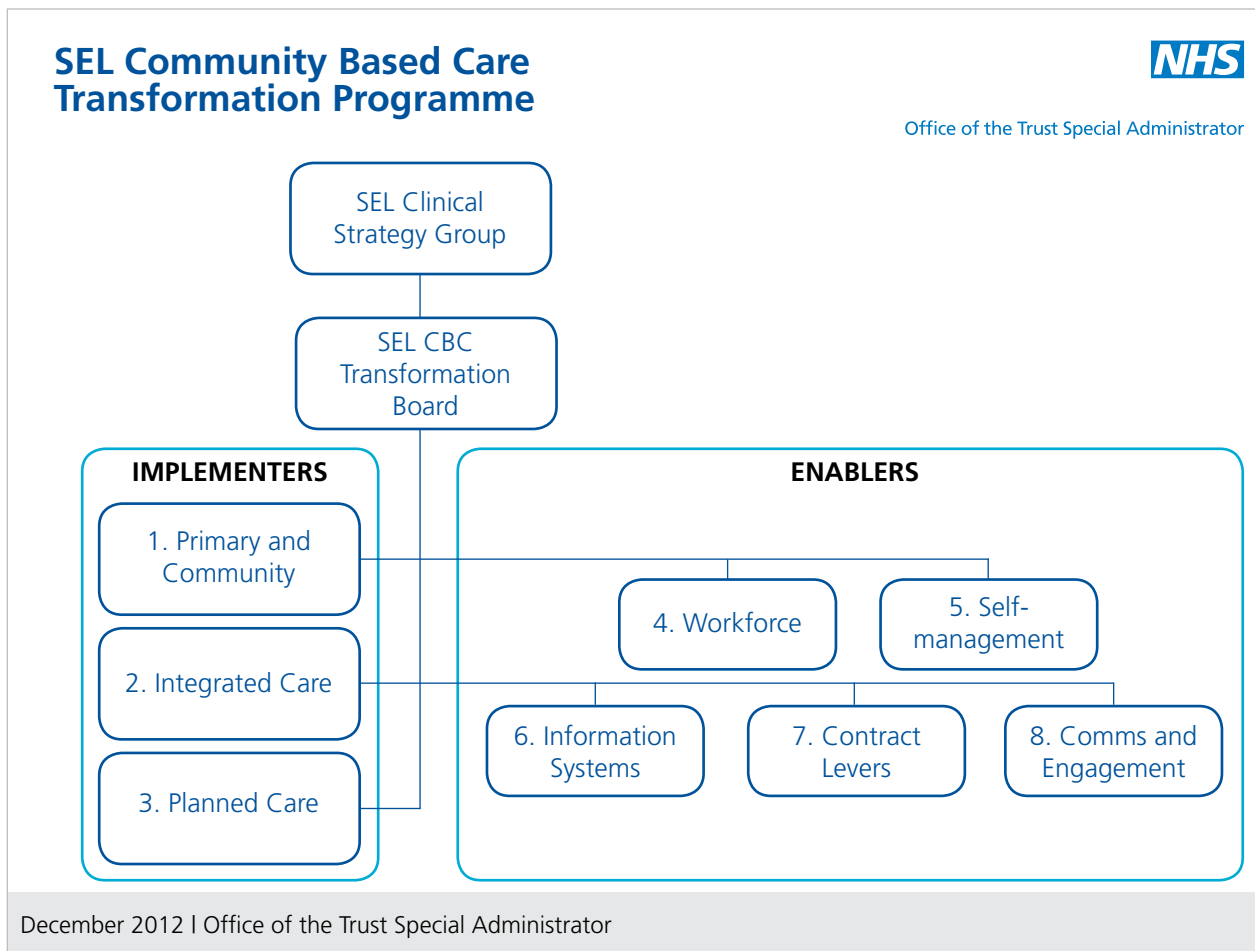 SEL Community Based Care
Transformation Programme
NHS
Office of the Trust Special Administrator
SEL Clinical
Strategy Group
SEL CBC
Transformation
Board
IMPLEMENTERS
1. Primary and
Community
2. Integrated Care
3. Planned Care
ENABLERS
4. Workforce
5. Self-
management
6. Information
Systems
7. Contract
Levers
8. Comms and
Engagement
December 2012 l Office of the Trust Special Administrator